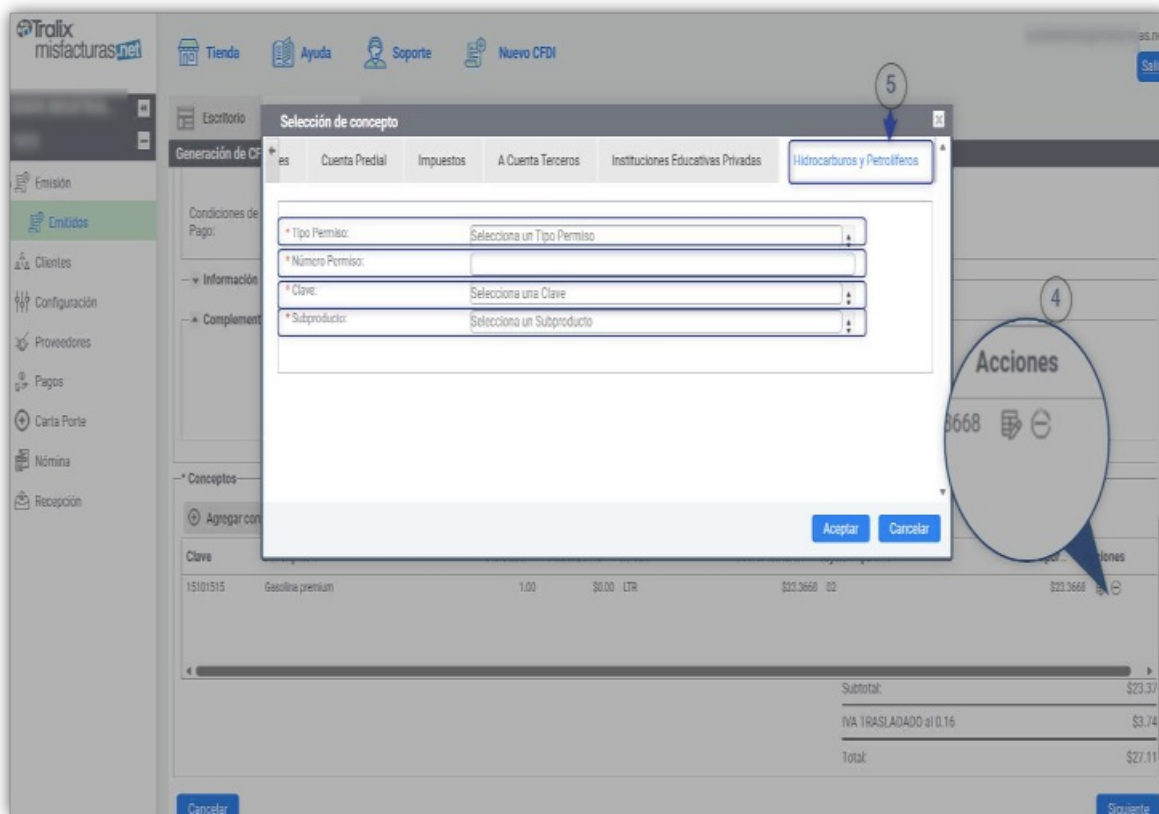 Tralix
misfacturas.net
Tienda
Ayuda
Soporte
Nuevo CFDI
as.n
Sali
5
Escritorio
Selección de concepto
Generación de CF
es
Cuenta Predial
Impuestos
A Cuenta Terceros
Instituciones Educativas Privadas
Hidrocarburos y Petrolíferos
Emisión
Emitidos
Clientes
Configuración
Proveedores
Pagos
Carta Porte
Nómina
Recepción
Condiciones de
Pago:
Información
Complement
* Tipo Permiso:
Selecciona un Tipo Permiso
* Número Permiso:
* Clave:
Selecciona una Clave
* Subproducto:
Selecciona un Subproducto
4
Acciones
3668
* Conceptos
Agregar con
Aceptar
Cancelar
Clave
ciones
15101515
Gasolina premium
1.00
$0.00
LTR
$23.3668
02
$23.3668
Subtotal:
$23.37
IVA TRASLADADO al 0.16
$3.74
Total:
$27.11
Cancelar
Siguiente